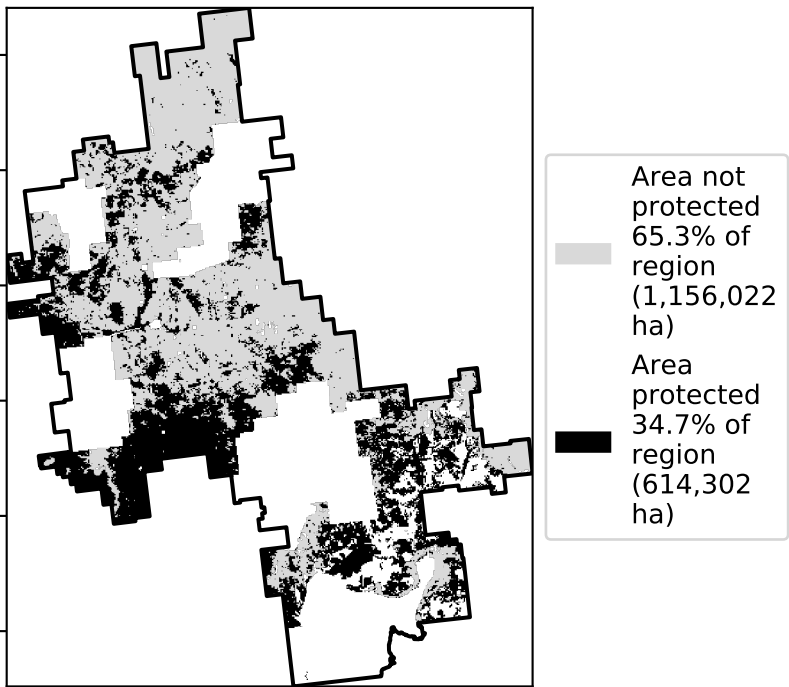 Area not
protected
65.3% of
region
(1,156,022
ha)
Area
protected
34.7% of
region
(614,302
ha)